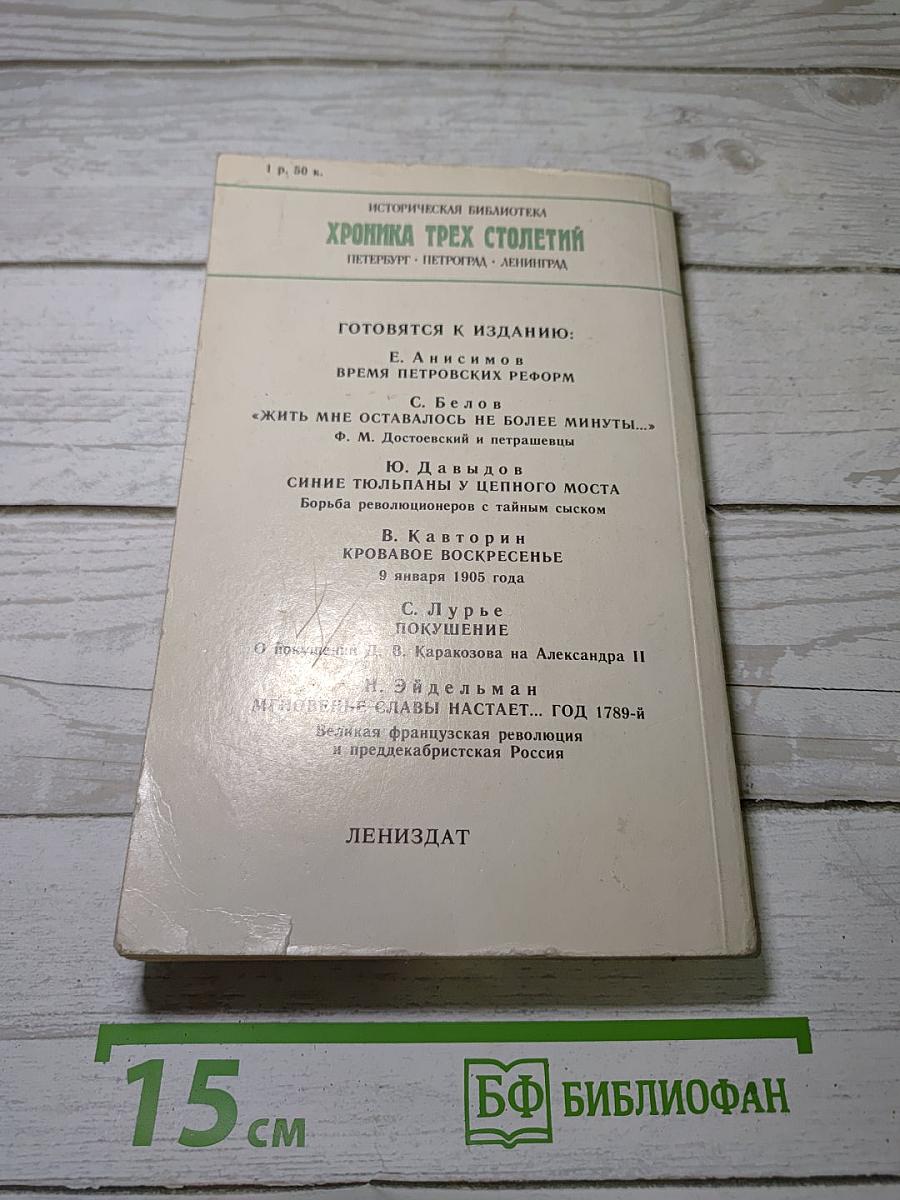 1 р. 50 к.
ИСТОРИЧЕСКАЯ БИБЛИОТЕКА
ХРОНИКА ТРЕХ СТОЛЕТИЙ
ПЕТЕРБУРГ · ПЕТРОГРАД · ЛЕНИНГРАД
ГОТОВЯТСЯ К ИЗДАНИЮ:
Е. Анисимов
ВРЕМЯ ПЕТРОВСКИХ РЕФОРМ
С. Белов
«ЖИТЬ МНЕ ОСТАВАЛОСЬ НЕ БОЛЕЕ МИНУТЫ...»
Ф. М. Достоевский и петрашевцы
Ю. Давыдов
СИНИЕ ТЮЛЬПАНЫ У ЦЕПНОГО МОСТА
Борьба революционеров с тайным сыском
В. Кавторин
КРОВАВОЕ ВОСКРЕСЕНЬЕ
9 января 1905 года
С. Лурье
ПОКУШЕНИЕ
О покушении Д. В. Каракозова на Александра II
Н. Эйдельман
МГНОВЕНЬЕ СЛАВЫ НАСТАЕТ... ГОД 1789-й
Великая французская революция
и преддекабристская Россия
ЛЕНИЗДАТ
15 см
БФ БИБЛИОФАН